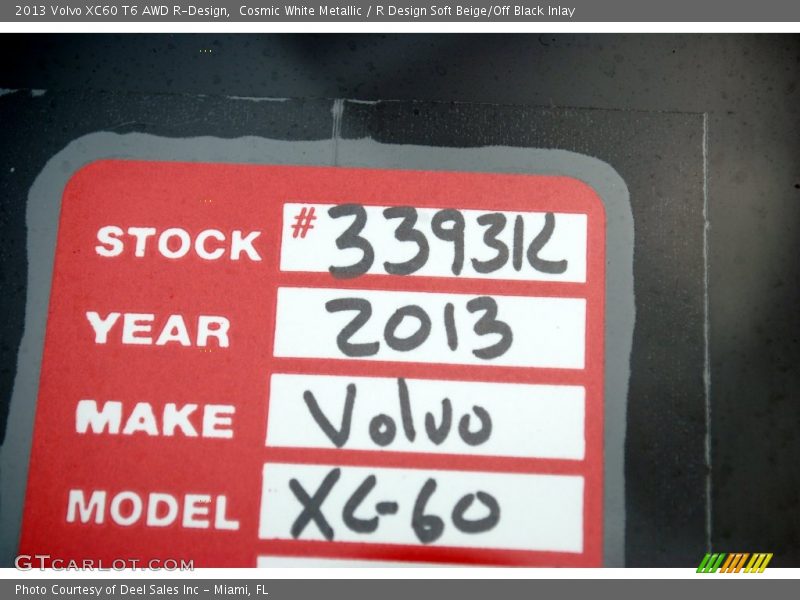 2013 Volvo XC60 T6 AWD R-Design, Cosmic White Metallic / R Design Soft Beige/Off Black Inlay
STOCK #33931L
YEAR 2013
MAKE Volvo
MODEL XC-60
GTCARLOT.COM
Photo Courtesy of Deel Sales Inc - Miami, FL